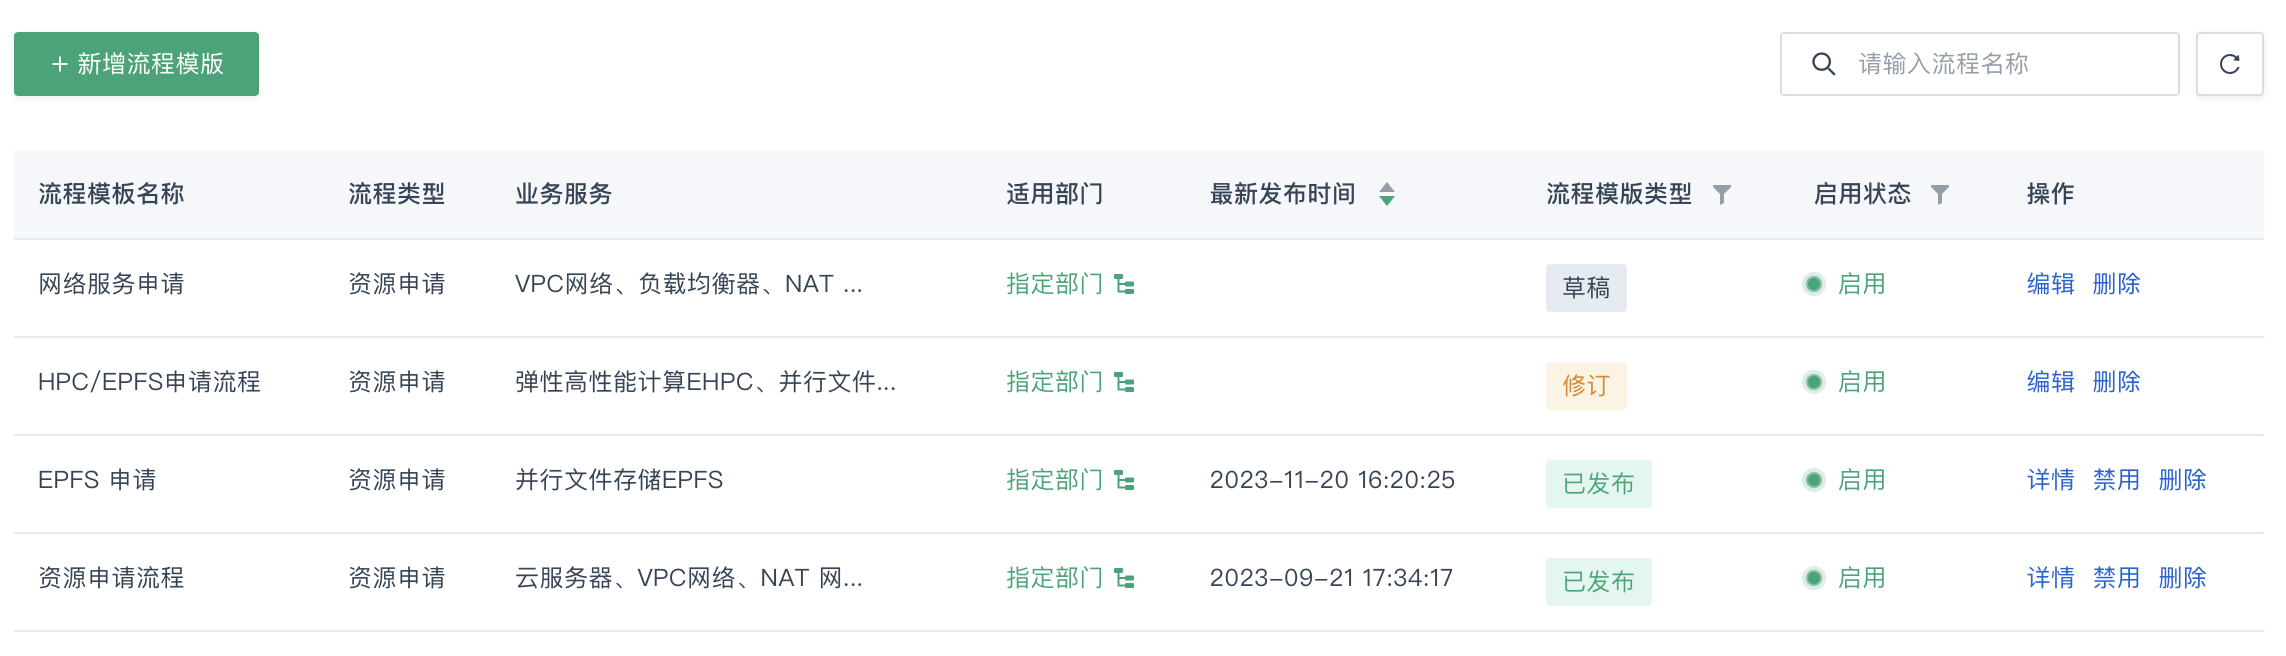 + 新增流程模版
请输入流程名称
流程模板名称 流程类型 业务服务 适用部门 最新发布时间 流程模版类型 启用状态 操作
网络服务申请 资源申请 VPC网络、负载均衡器、NAT ... 指定部门 草稿 启用 编辑 删除
HPC/EPFS申请流程 资源申请 弹性高性能计算EHPC、并行文件... 指定部门 修订 启用 编辑 删除
EPFS 申请 资源申请 并行文件存储EPFS 指定部门 2023-11-20 16:20:25 已发布 启用 详情 禁用 删除
资源申请流程 资源申请 云服务器、VPC网络、NAT 网... 指定部门 2023-09-21 17:34:17 已发布 启用 详情 禁用 删除